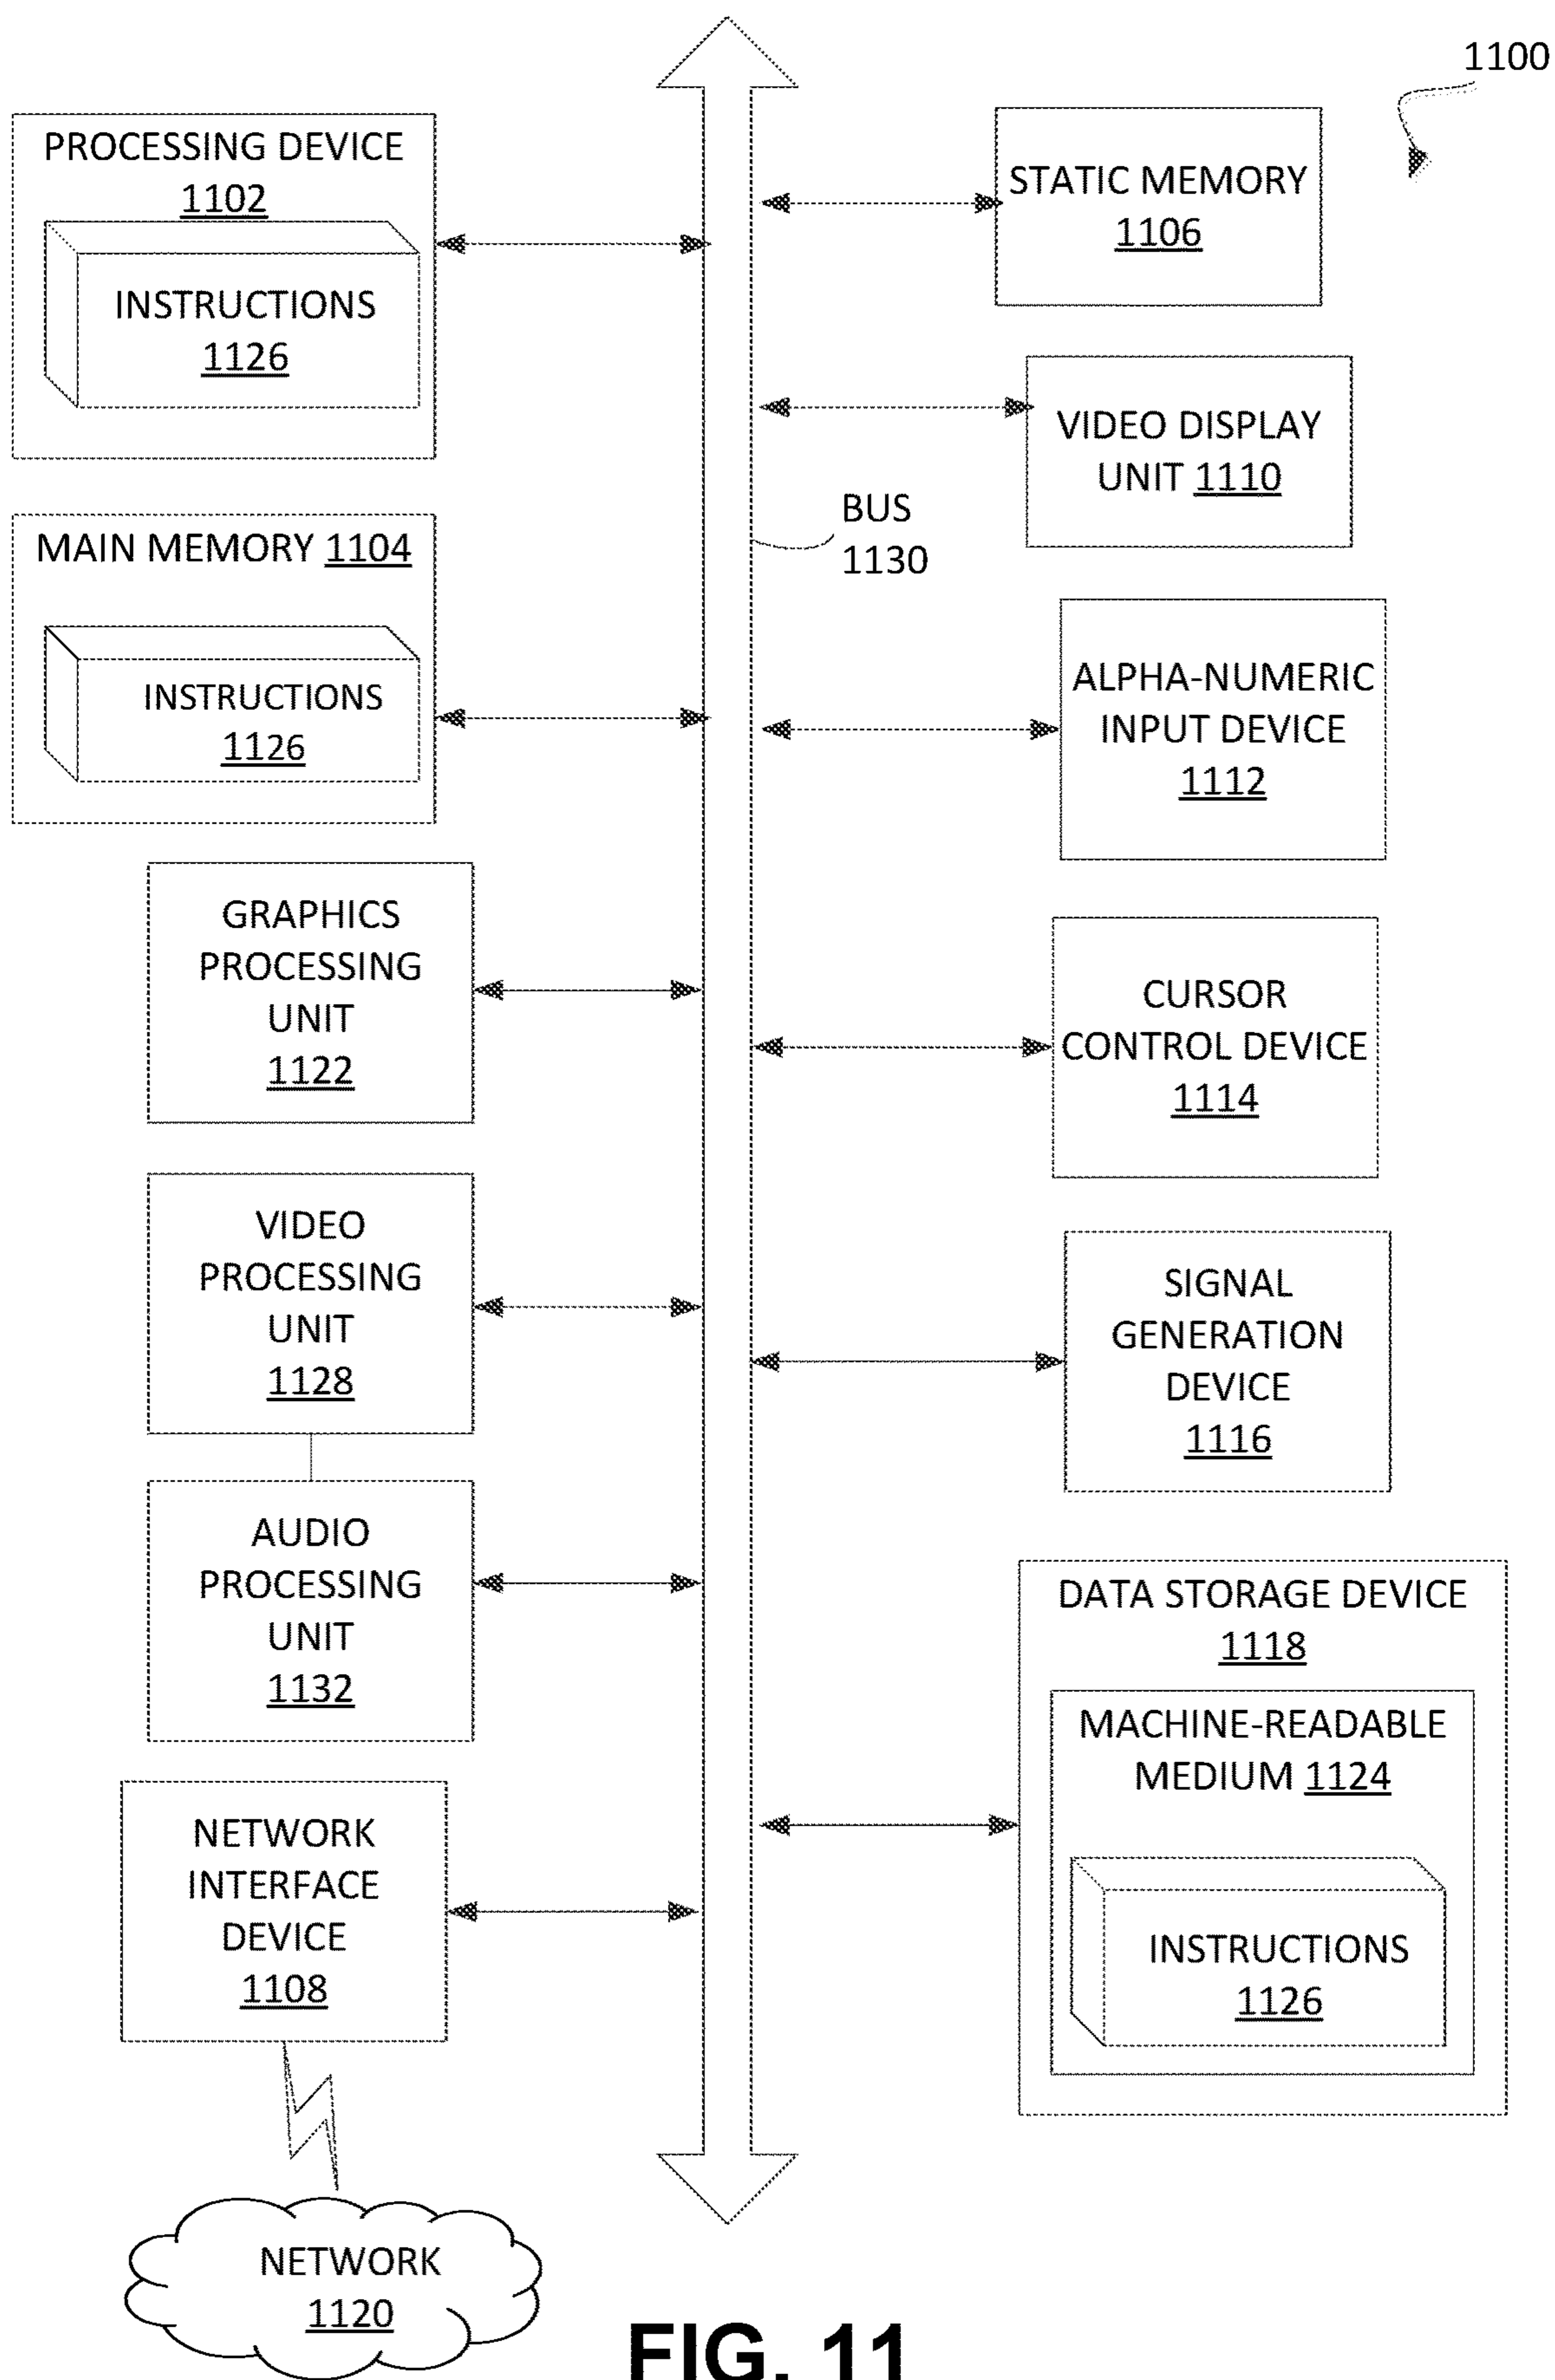 1100
PROCESSING DEVICE
1102
INSTRUCTIONS
1126
MAIN MEMORY 1104
INSTRUCTIONS
1126
GRAPHICS
PROCESSING
UNIT
1122
VIDEO
PROCESSING
UNIT
1128
AUDIO
PROCESSING
UNIT
1132
NETWORK
INTERFACE
DEVICE
1108
NETWORK
1120
BUS
1130
STATIC MEMORY
1106
VIDEO DISPLAY
UNIT 1110
ALPHA-NUMERIC
INPUT DEVICE
1112
CURSOR
CONTROL DEVICE
1114
SIGNAL
GENERATION
DEVICE
1116
DATA STORAGE DEVICE
1118
MACHINE-READABLE
MEDIUM 1124
INSTRUCTIONS
1126
FIG. 11